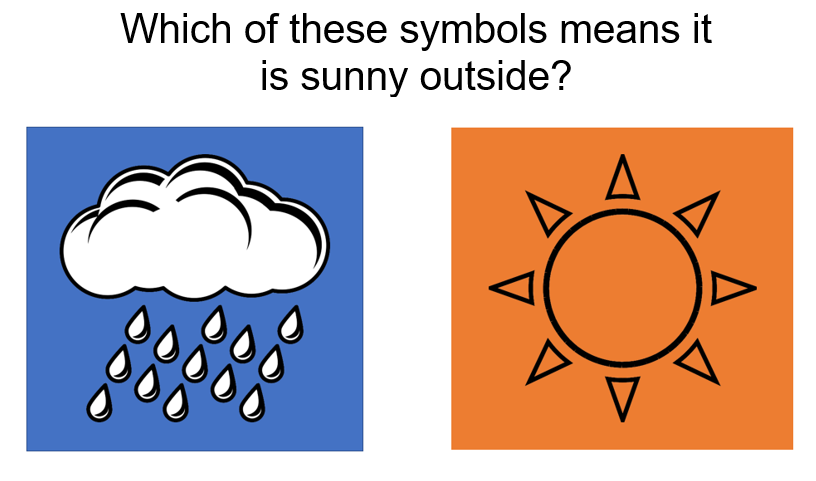 Which of these symbols means it
is sunny outside?